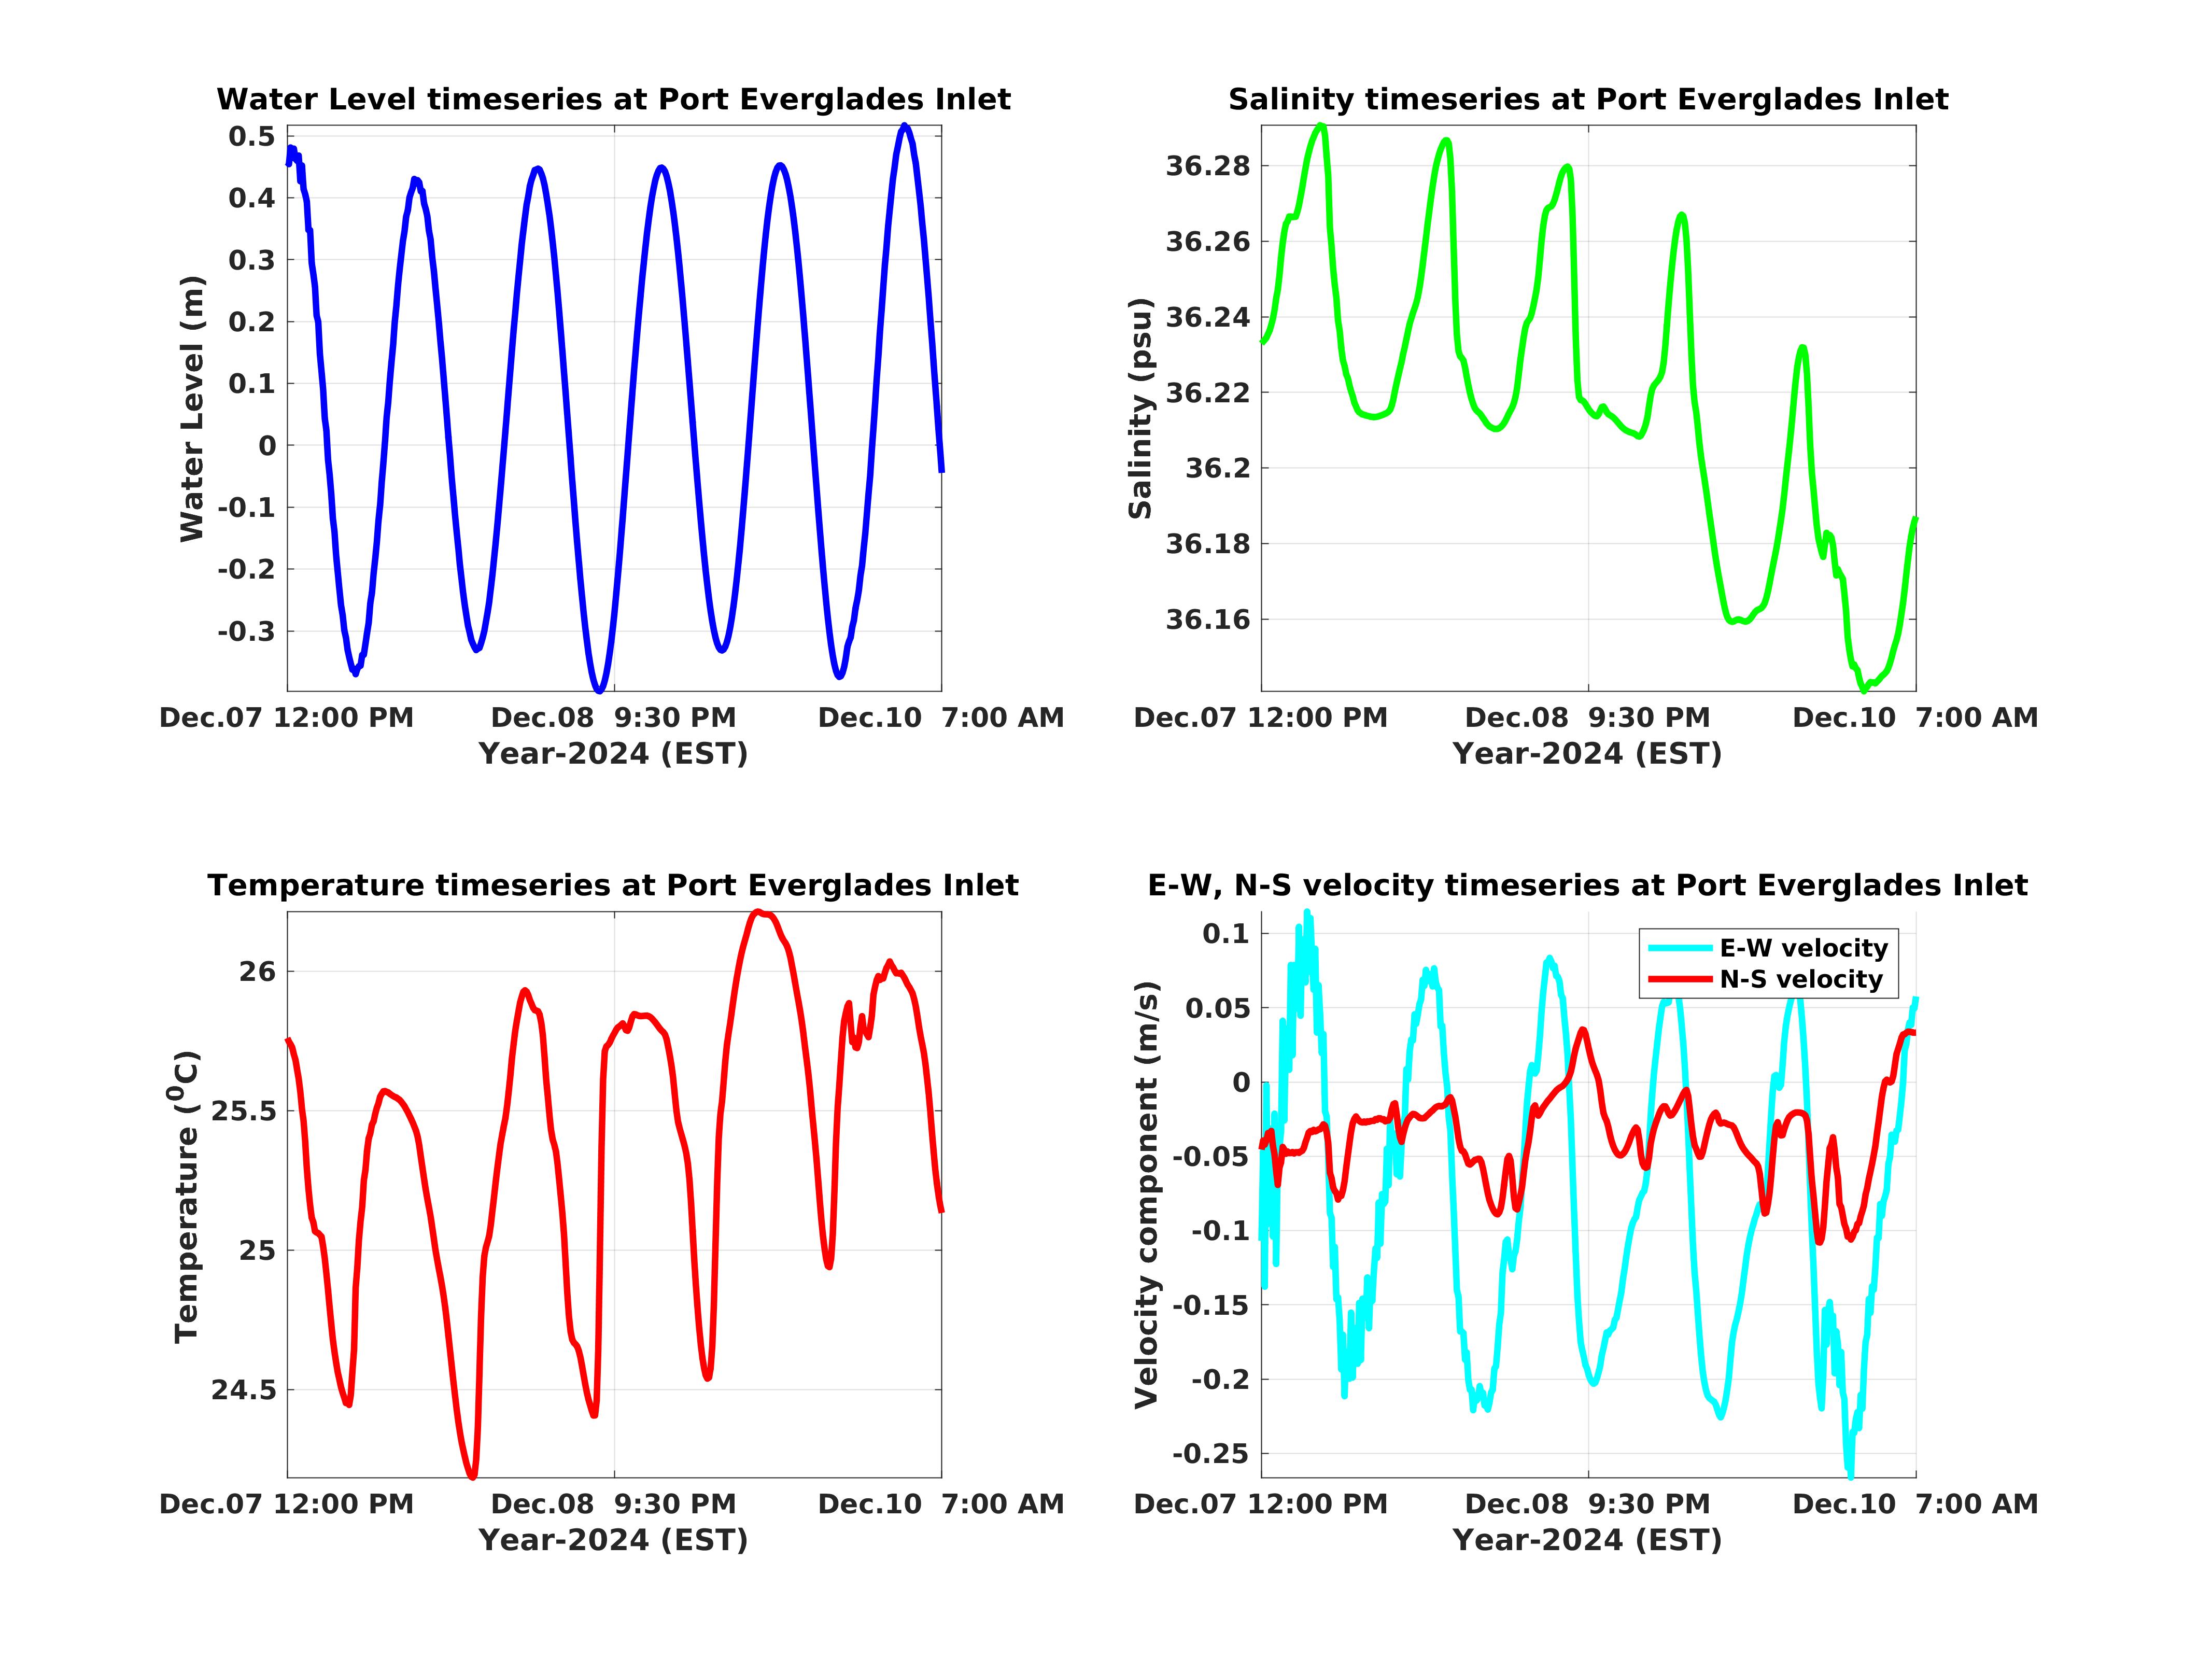 Water Level timeseries at Port Everglades Inlet
0.5
0.4
0.3
0.2
0.1
0
-0.1
-0.2
-0.3
Water Level (m)
Dec.07 12:00 PM
Dec.08 9:30 PM
Dec.10 7:00 AM
Year-2024 (EST)
Salinity timeseries at Port Everglades Inlet
36.28
36.26
36.24
36.22
36.2
36.18
36.16
Salinity (psu)
Dec.07 12:00 PM
Dec.08 9:30 PM
Dec.10 7:00 AM
Year-2024 (EST)
Temperature timeseries at Port Everglades Inlet
26
25.5
25
24.5
Temperature (⁰C)
Dec.07 12:00 PM
Dec.08 9:30 PM
Dec.10 7:00 AM
Year-2024 (EST)
E-W, N-S velocity timeseries at Port Everglades Inlet
0.1
0.05
0
-0.05
-0.1
-0.15
-0.2
-0.25
Velocity component (m/s)
E-W velocity
N-S velocity
Dec.07 12:00 PM
Dec.08 9:30 PM
Dec.10 7:00 AM
Year-2024 (EST)